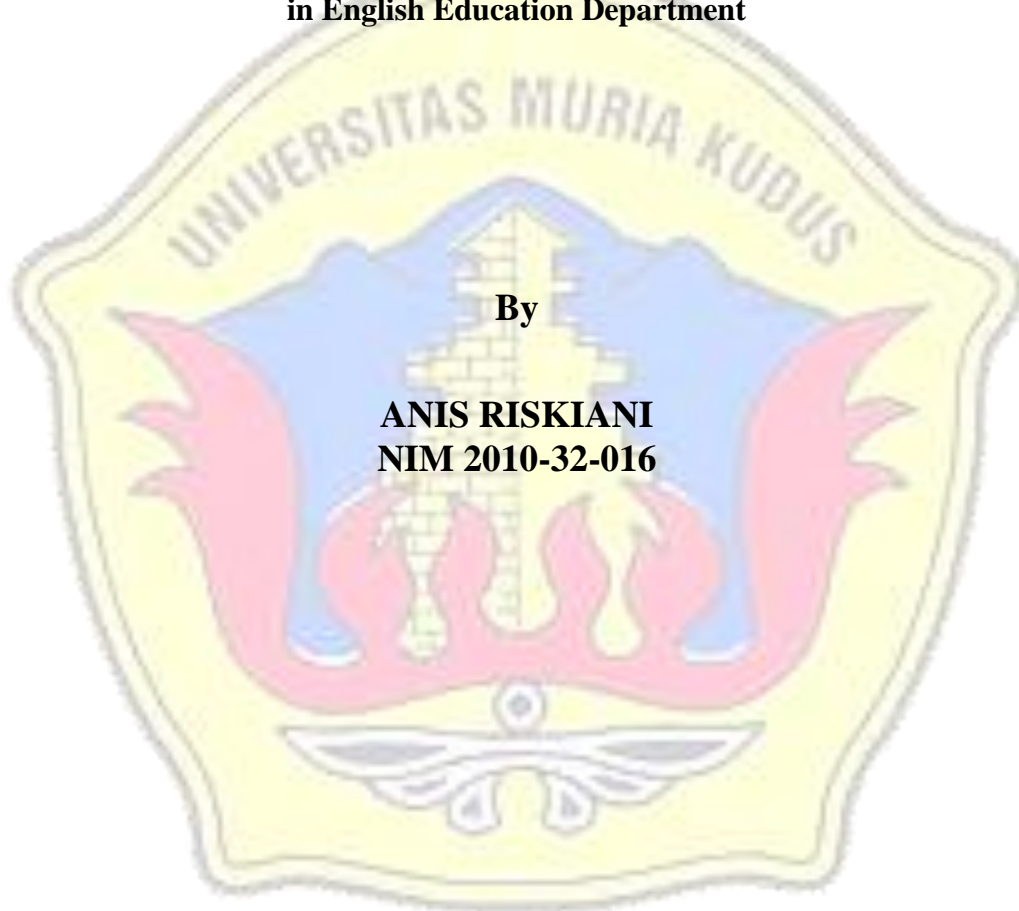 in English Education Department
UNIVERSITAS MURIA KUDUS
By
ANIS RISKIANI
NIM 2010-32-016